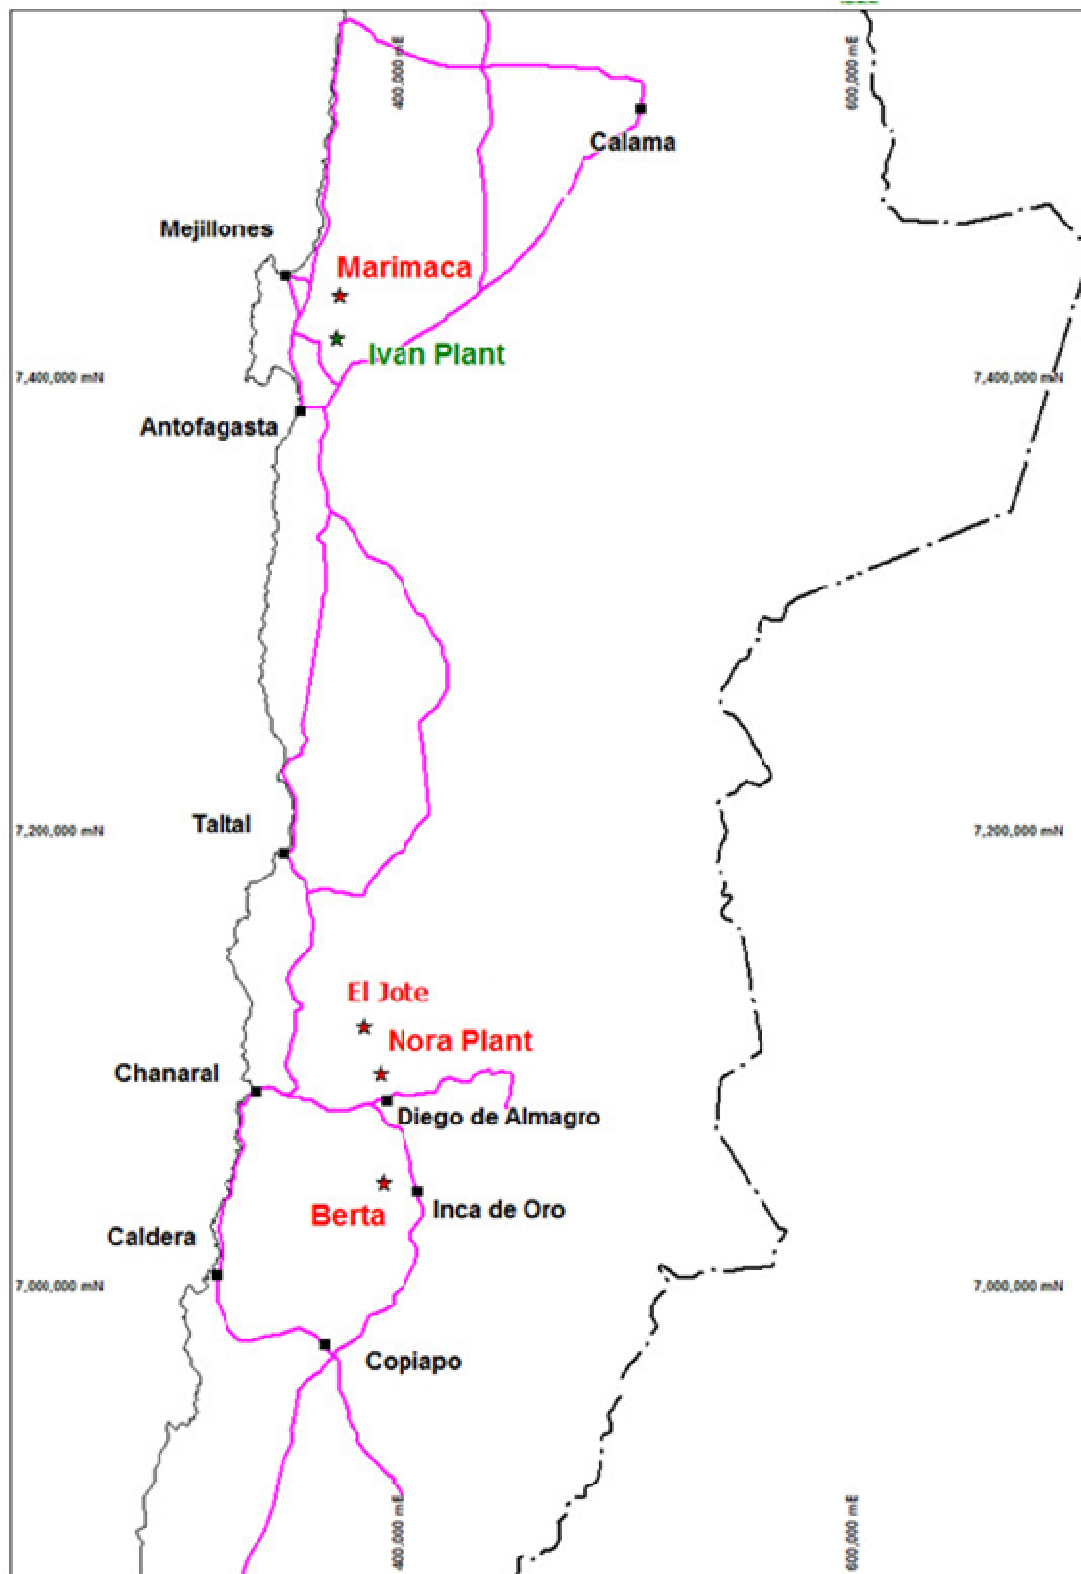 400,000 mE
600,000 mE
Calama
Mejillones
Marimaca
Ivan Plant
7,400,000 mN
7,400,000 mN
Antofagasta
Taltal
7,200,000 mN
7,200,000 mN
El Jote
Nora Plant
Chanaral
Diego de Almagro
Berta
Inca de Oro
Caldera
7,000,000 mN
7,000,000 mN
Copiapo
400,000 mE
600,000 mE